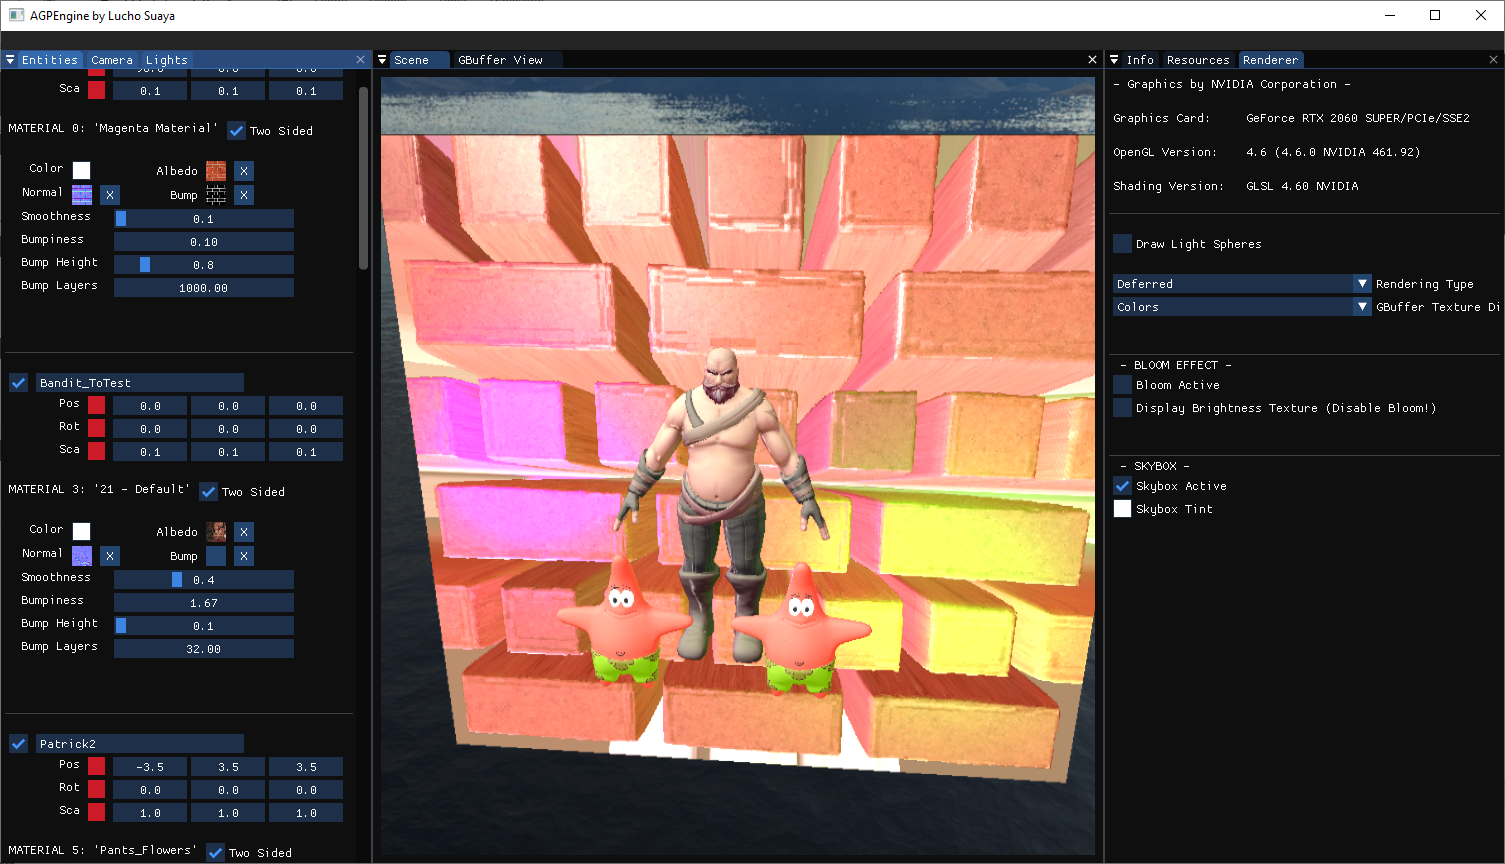 AGPEngine by Lucho Suaya
Entities Camera Lights
Sca 0.1 0.1 0.1
MATERIAL 0: 'Magenta Material' Two Sided
Color Albedo X
Normal X Bump X
Smoothness 0.1
Bumpiness 0.10
Bump Height 0.8
Bump Layers 1000.00
Bandit_ToTest
Pos 0.0 0.0 0.0
Rot 0.0 0.0 0.0
Sca 0.1 0.1 0.1
MATERIAL 3: '21 - Default' Two Sided
Color Albedo X
Normal X Bump X
Smoothness 0.4
Bumpiness 1.67
Bump Height 0.1
Bump Layers 32.00
Patrick2
Pos -3.5 3.5 3.5
Rot 0.0 0.0 0.0
Sca 1.0 1.0 1.0
MATERIAL 5: 'Pants_Flowers' Two Sided
Scene GBuffer View
Info Resources Renderer
- Graphics by NVIDIA Corporation -
Graphics Card: GeForce RTX 2060 SUPER/PCIe/SSE2
OpenGL Version: 4.6 (4.6.0 NVIDIA 461.92)
Shading Version: GLSL 4.60 NVIDIA
Draw Light Spheres
Deferred Rendering Type
Colors GBuffer Texture Di
- BLOOM EFFECT -
Bloom Active
Display Brightness Texture (Disable Bloom!)
- SKYBOX -
Skybox Active
Skybox Tint